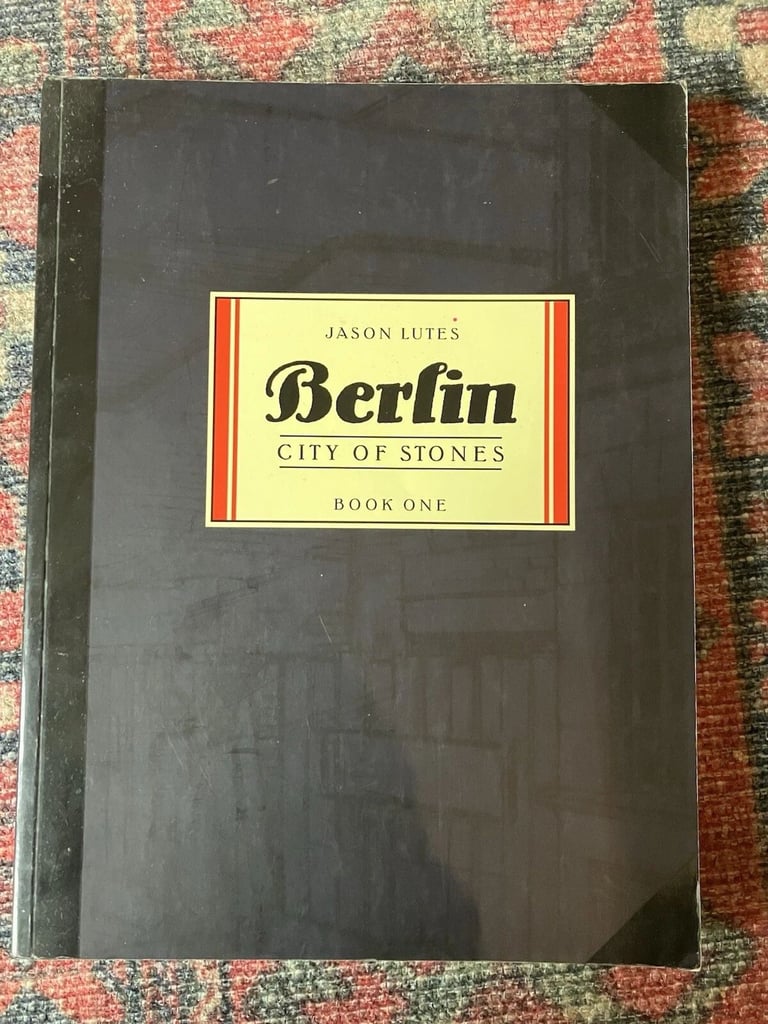 JASON LUTES
Berlin
CITY OF STONES
BOOK ONE